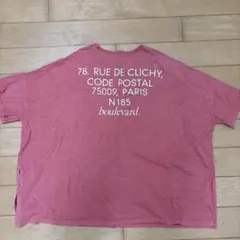 78. RUE DE CLICHY,
CODE POSTAL
75009, PARIS
N185
boulevard.